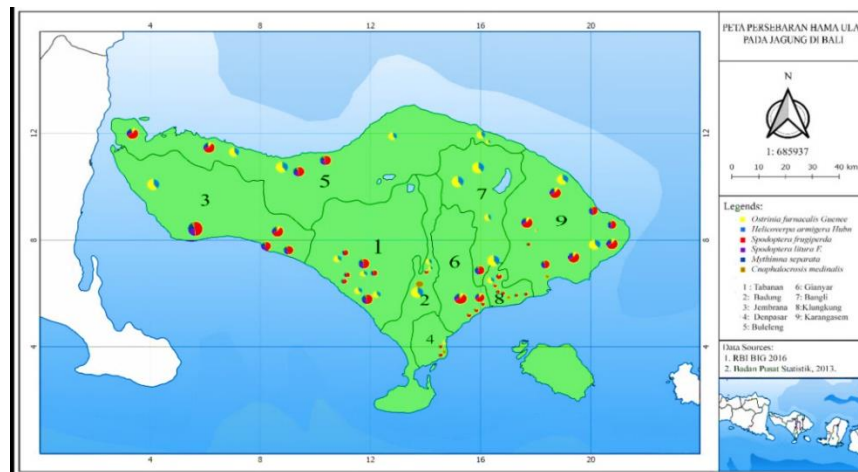 4 8 12 16 20
PETA PERSEBARAN HAMA ULA
PADA JAGUNG DI BALI
N
1: 685937
0 10 20 30 40 km
Legends:
Ostrinia furnacalis Guenee
Helicoverpa armigera Hubn
Spodoptera frugiperda
Spodoptera litura F.
Mythimna separata
Cnaphalocrosis medinalis
1 : Tabanas 6: Gianyar
2: Badung 7: Bangli
3: Jembrana 8:Klungkung
4: Denpasar 9: Karangasem
5: Buleleng
Data Sources:
1. RBI BIG 2016
2. Badan Pusat Statistik, 2013.
12 12
5
7
3
9
8 8
1
6
2
8
4
4 4
4 8 12 16 20